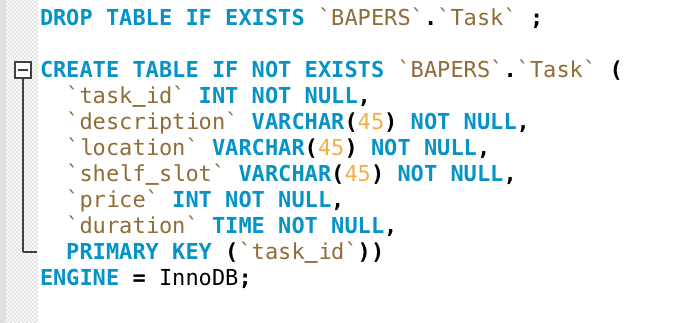 DROP TABLE IF EXISTS `BAPERS`.`Task` ;
CREATE TABLE IF NOT EXISTS `BAPERS`.`Task` (
`task_id` INT NOT NULL,
`description` VARCHAR(45) NOT NULL,
`location` VARCHAR(45) NOT NULL,
`shelf_slot` VARCHAR(45) NOT NULL,
`price` INT NOT NULL,
`duration` TIME NOT NULL,
PRIMARY KEY (`task_id`))
ENGINE = InnoDB;